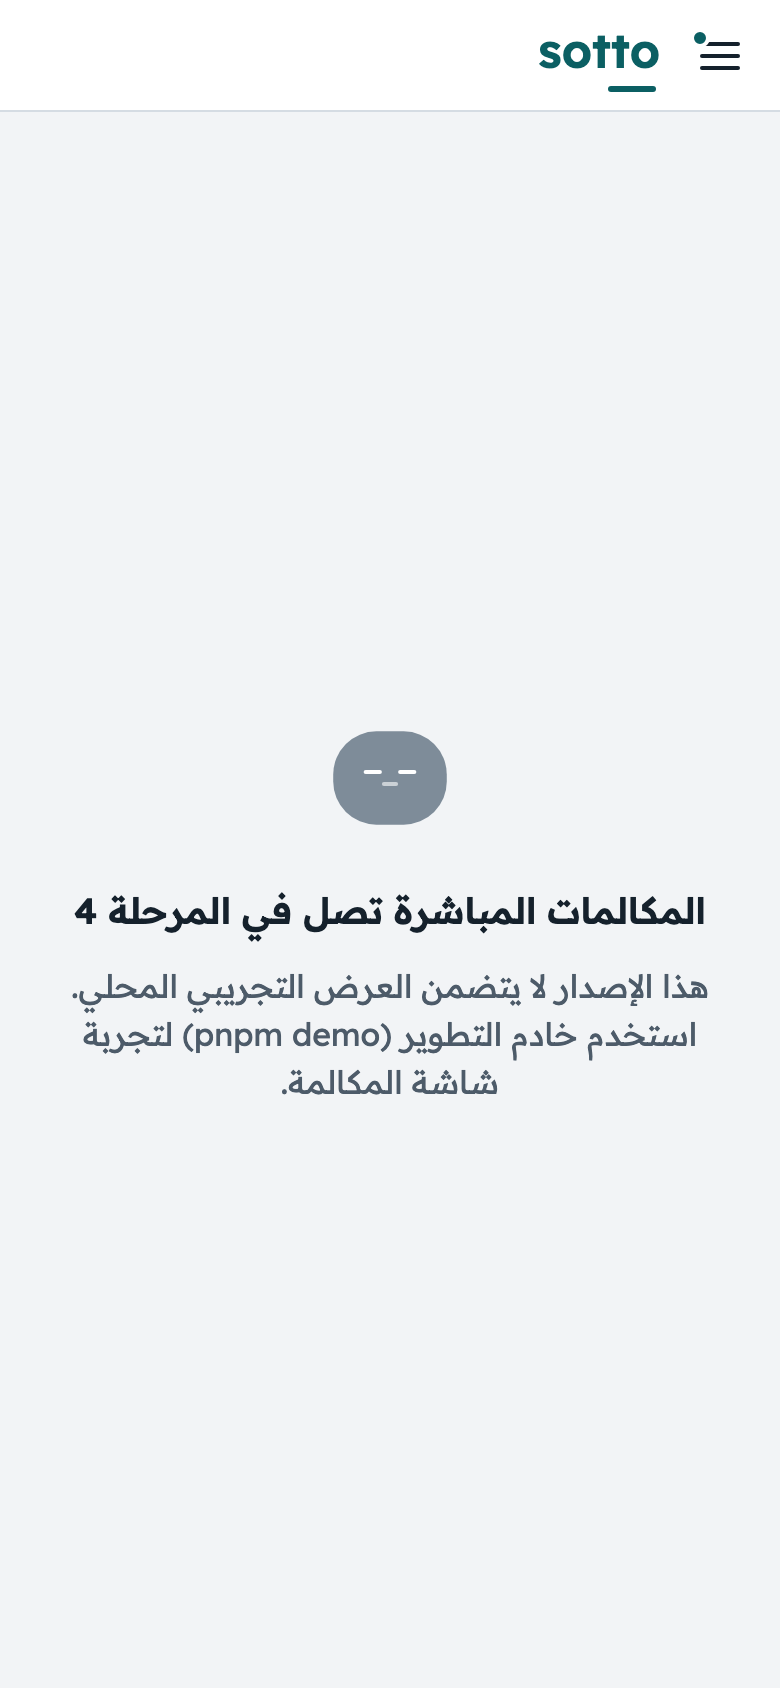 sotto
المكالمات المباشرة تصل في المرحلة 4
هذا الإصدار لا يتضمن العرض التجريبي المحلي.
استخدم خادم التطوير (pnpm demo) لتجربة
شاشة المكالمة.